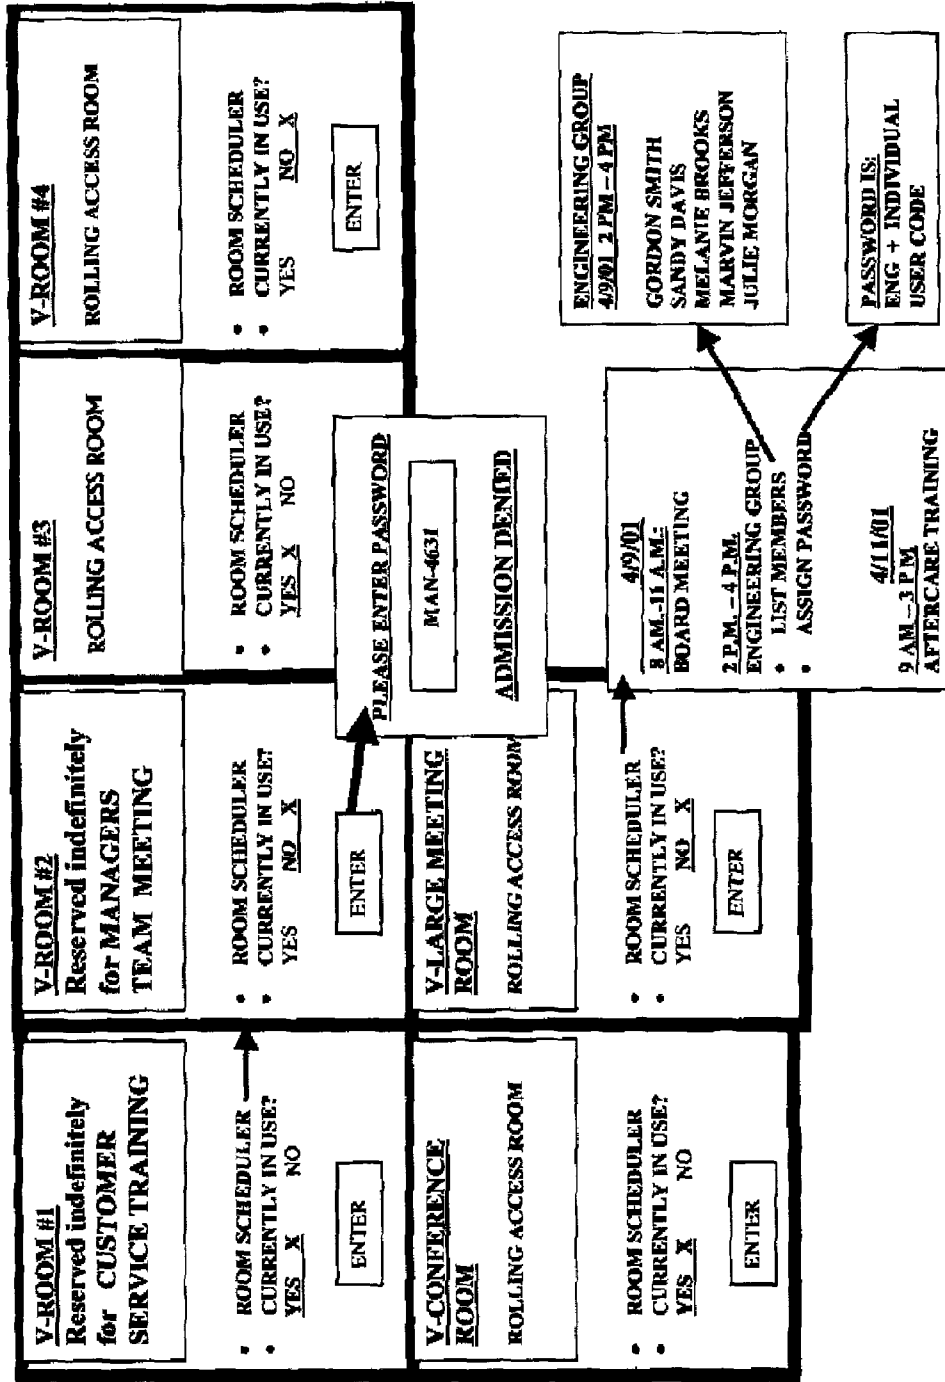 V-ROOM #1
Reserved indefinitely
for CUSTOMER
SERVICE TRAINING
• ROOM SCHEDULER
• CURRENTLY IN USE?
YES X NO
ENTER
V-ROOM #2
Reserved indefinitely
for MANAGERS
TEAM MEETING
• ROOM SCHEDULER
• CURRENTLY IN USE?
YES NO X
ENTER
V-ROOM #3
ROLLING ACCESS ROOM
• ROOM SCHEDULER
• CURRENTLY IN USE?
YES X NO
V-ROOM #4
ROLLING ACCESS ROOM
• ROOM SCHEDULER
• CURRENTLY IN USE?
YES NO X
ENTER
PLEASE ENTER PASSWORD
MAN-4631
ADMISSION DENIED
V-CONFERENCE
ROOM
ROLLING ACCESS ROOM
• ROOM SCHEDULER
• CURRENTLY IN USE?
YES X NO
ENTER
V-LARGE MEETING
ROOM
ROLLING ACCESS ROOM
• ROOM SCHEDULER
• CURRENTLY IN USE?
YES NO X
ENTER
4/9/01
8 AM.-11 A.M.:
BOARD MEETING
2 P.M. – 4 P.M.
ENGINEERING GROUP
• LIST MEMBERS
• ASSIGN PASSWORD
4/11/01
9 AM – 3 PM
AFTERCARE TRAINING
ENGINEERING GROUP
4/9/01 2 PM – 4 PM
GORDON SMITH
SANDY DAVIS
MELANIE BROOKS
MARVIN JEFFERSON
JULIE MORGAN
PASSWORD IS:
ENG + INDIVIDUAL
USER CODE